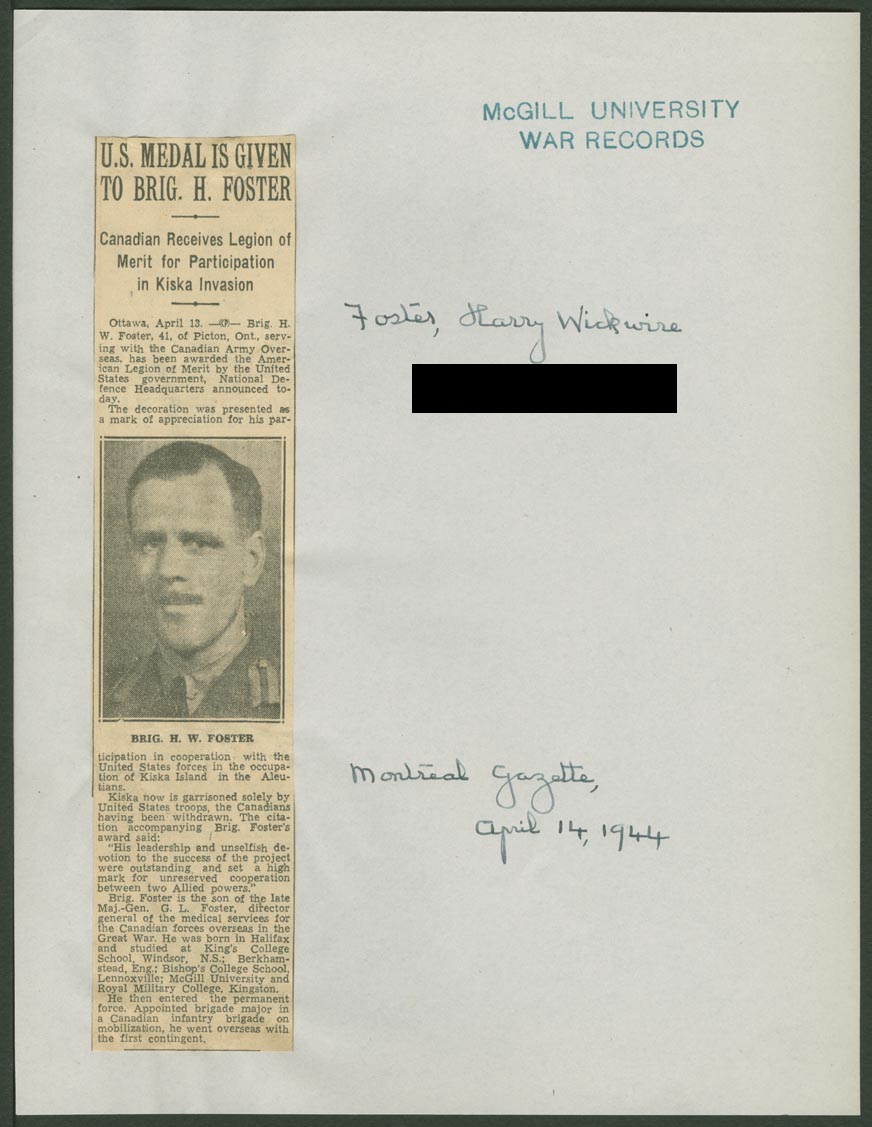 McGILL UNIVERSITY
WAR RECORDS
U.S. MEDAL IS GIVEN
TO BRIG. H. FOSTER
Canadian Receives Legion of
Merit for Participation
in Kiska Invasion
Ottawa, April 13. —(CP)— Brig. H.
W. Foster, 41, of Picton, Ont., serv-
ing with the Canadian Army Over-
seas, has been awarded the Amer-
ican Legion of Merit by the United
States government, National De-
fence Headquarters announced to-
day.
The decoration was presented as
a mark of appreciation for his par-
BRIG. H. W. FOSTER
ticipation in cooperation with the
United States forces in the occupa-
tion of Kiska Island in the Aleu-
tians.
Kiska now is garrisoned solely by
United States troops, the Canadians
having been withdrawn. The cita-
tion accompanying Brig. Foster's
award said:
"His leadership and unselfish de-
votion to the success of the project
were outstanding and set a high
mark for unreserved cooperation
between two Allied powers."
Brig. Foster is the son of the late
Maj.-Gen. G. L. Foster, director
general of the medical services for
the Canadian forces overseas in the
Great War. He was born in Halifax
and studied at King's College
School, Windsor, N.S.; Berkham-
stead, Eng.; Bishop's College School,
Lennoxville; McGill University and
Royal Military College, Kingston.
He then entered the permanent
force. Appointed brigade major in
a Canadian infantry brigade on
mobilization, he went overseas with
the first contingent.
Foster, Harry Wickwire
Montreal Gazette,
April 14, 1944